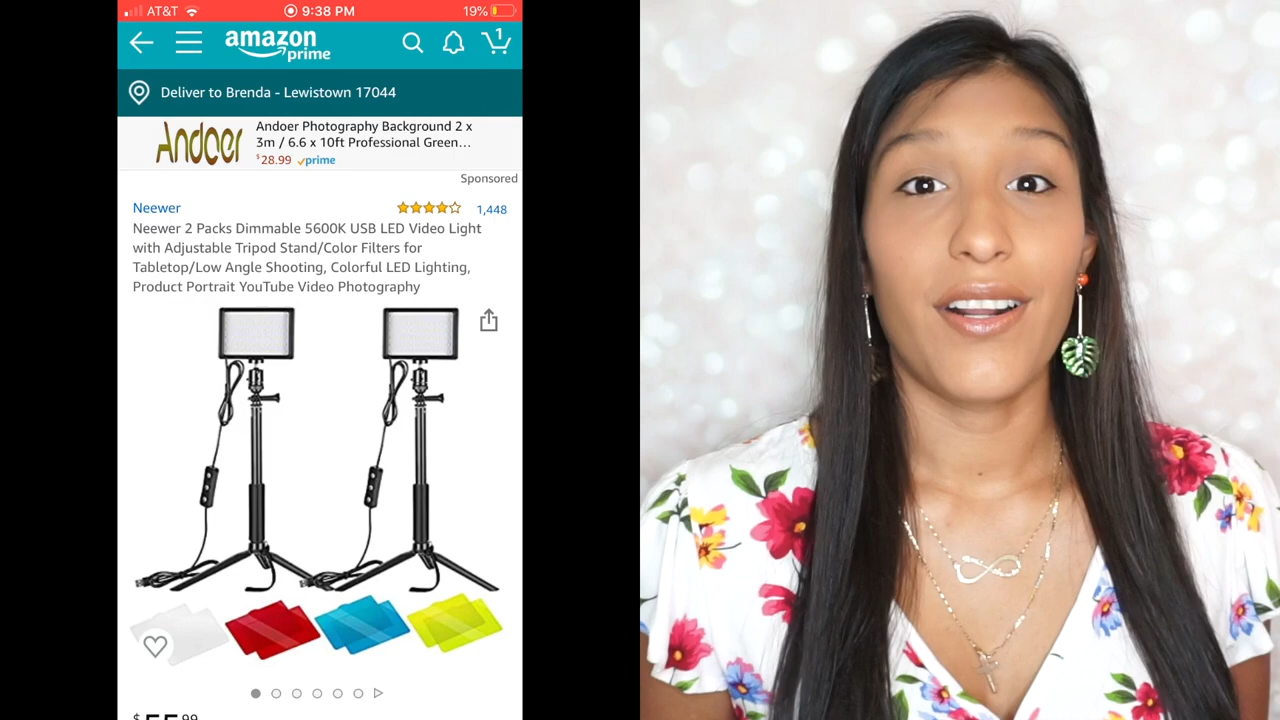 AT&T 9:38 PM 19%
amazon
prime
1
Deliver to Brenda - Lewistown 17044
Andoer
Andoer Photography Background 2 x
3m / 6.6 x 10ft Professional Green...
$28.99 prime
Sponsored
Neewer 1,448
Neewer 2 Packs Dimmable 5600K USB LED Video Light
with Adjustable Tripod Stand/Color Filters for
Tabletop/Low Angle Shooting, Colorful LED Lighting,
Product Portrait YouTube Video Photography
$55.99